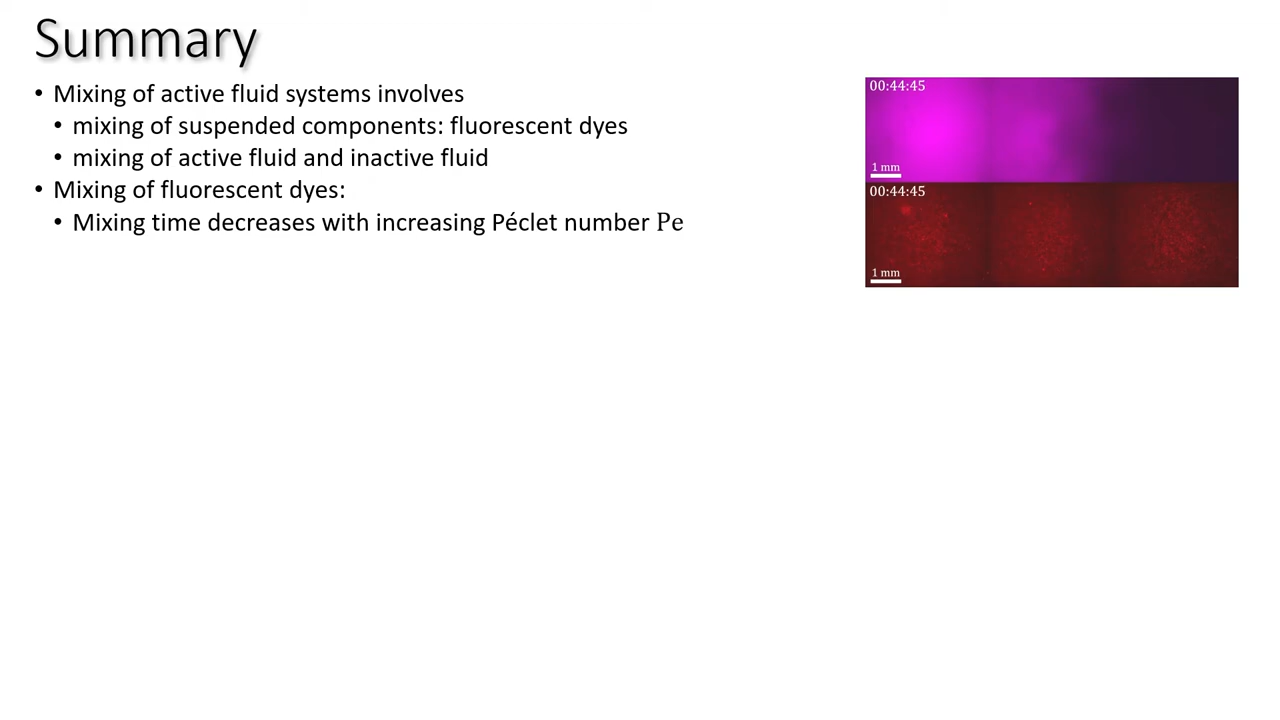 Summary
• Mixing of active fluid systems involves
• mixing of suspended components: fluorescent dyes
• mixing of active fluid and inactive fluid
• Mixing of fluorescent dyes:
• Mixing time decreases with increasing Péclet number Pe
00:44:45
1 mm
00:44:45
1 mm